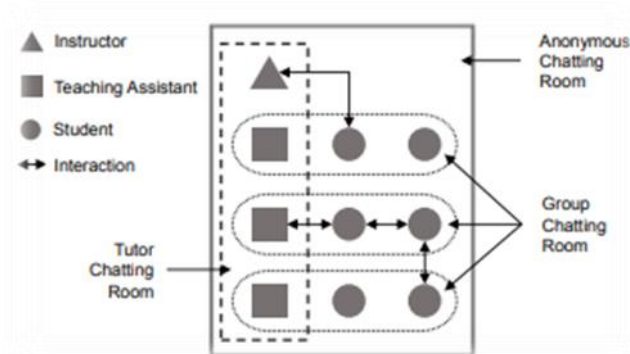 Instructor
Teaching Assistant
Student
Interaction
Tutor
Chatting
Room
Anonymous
Chatting
Room
Group
Chatting
Room